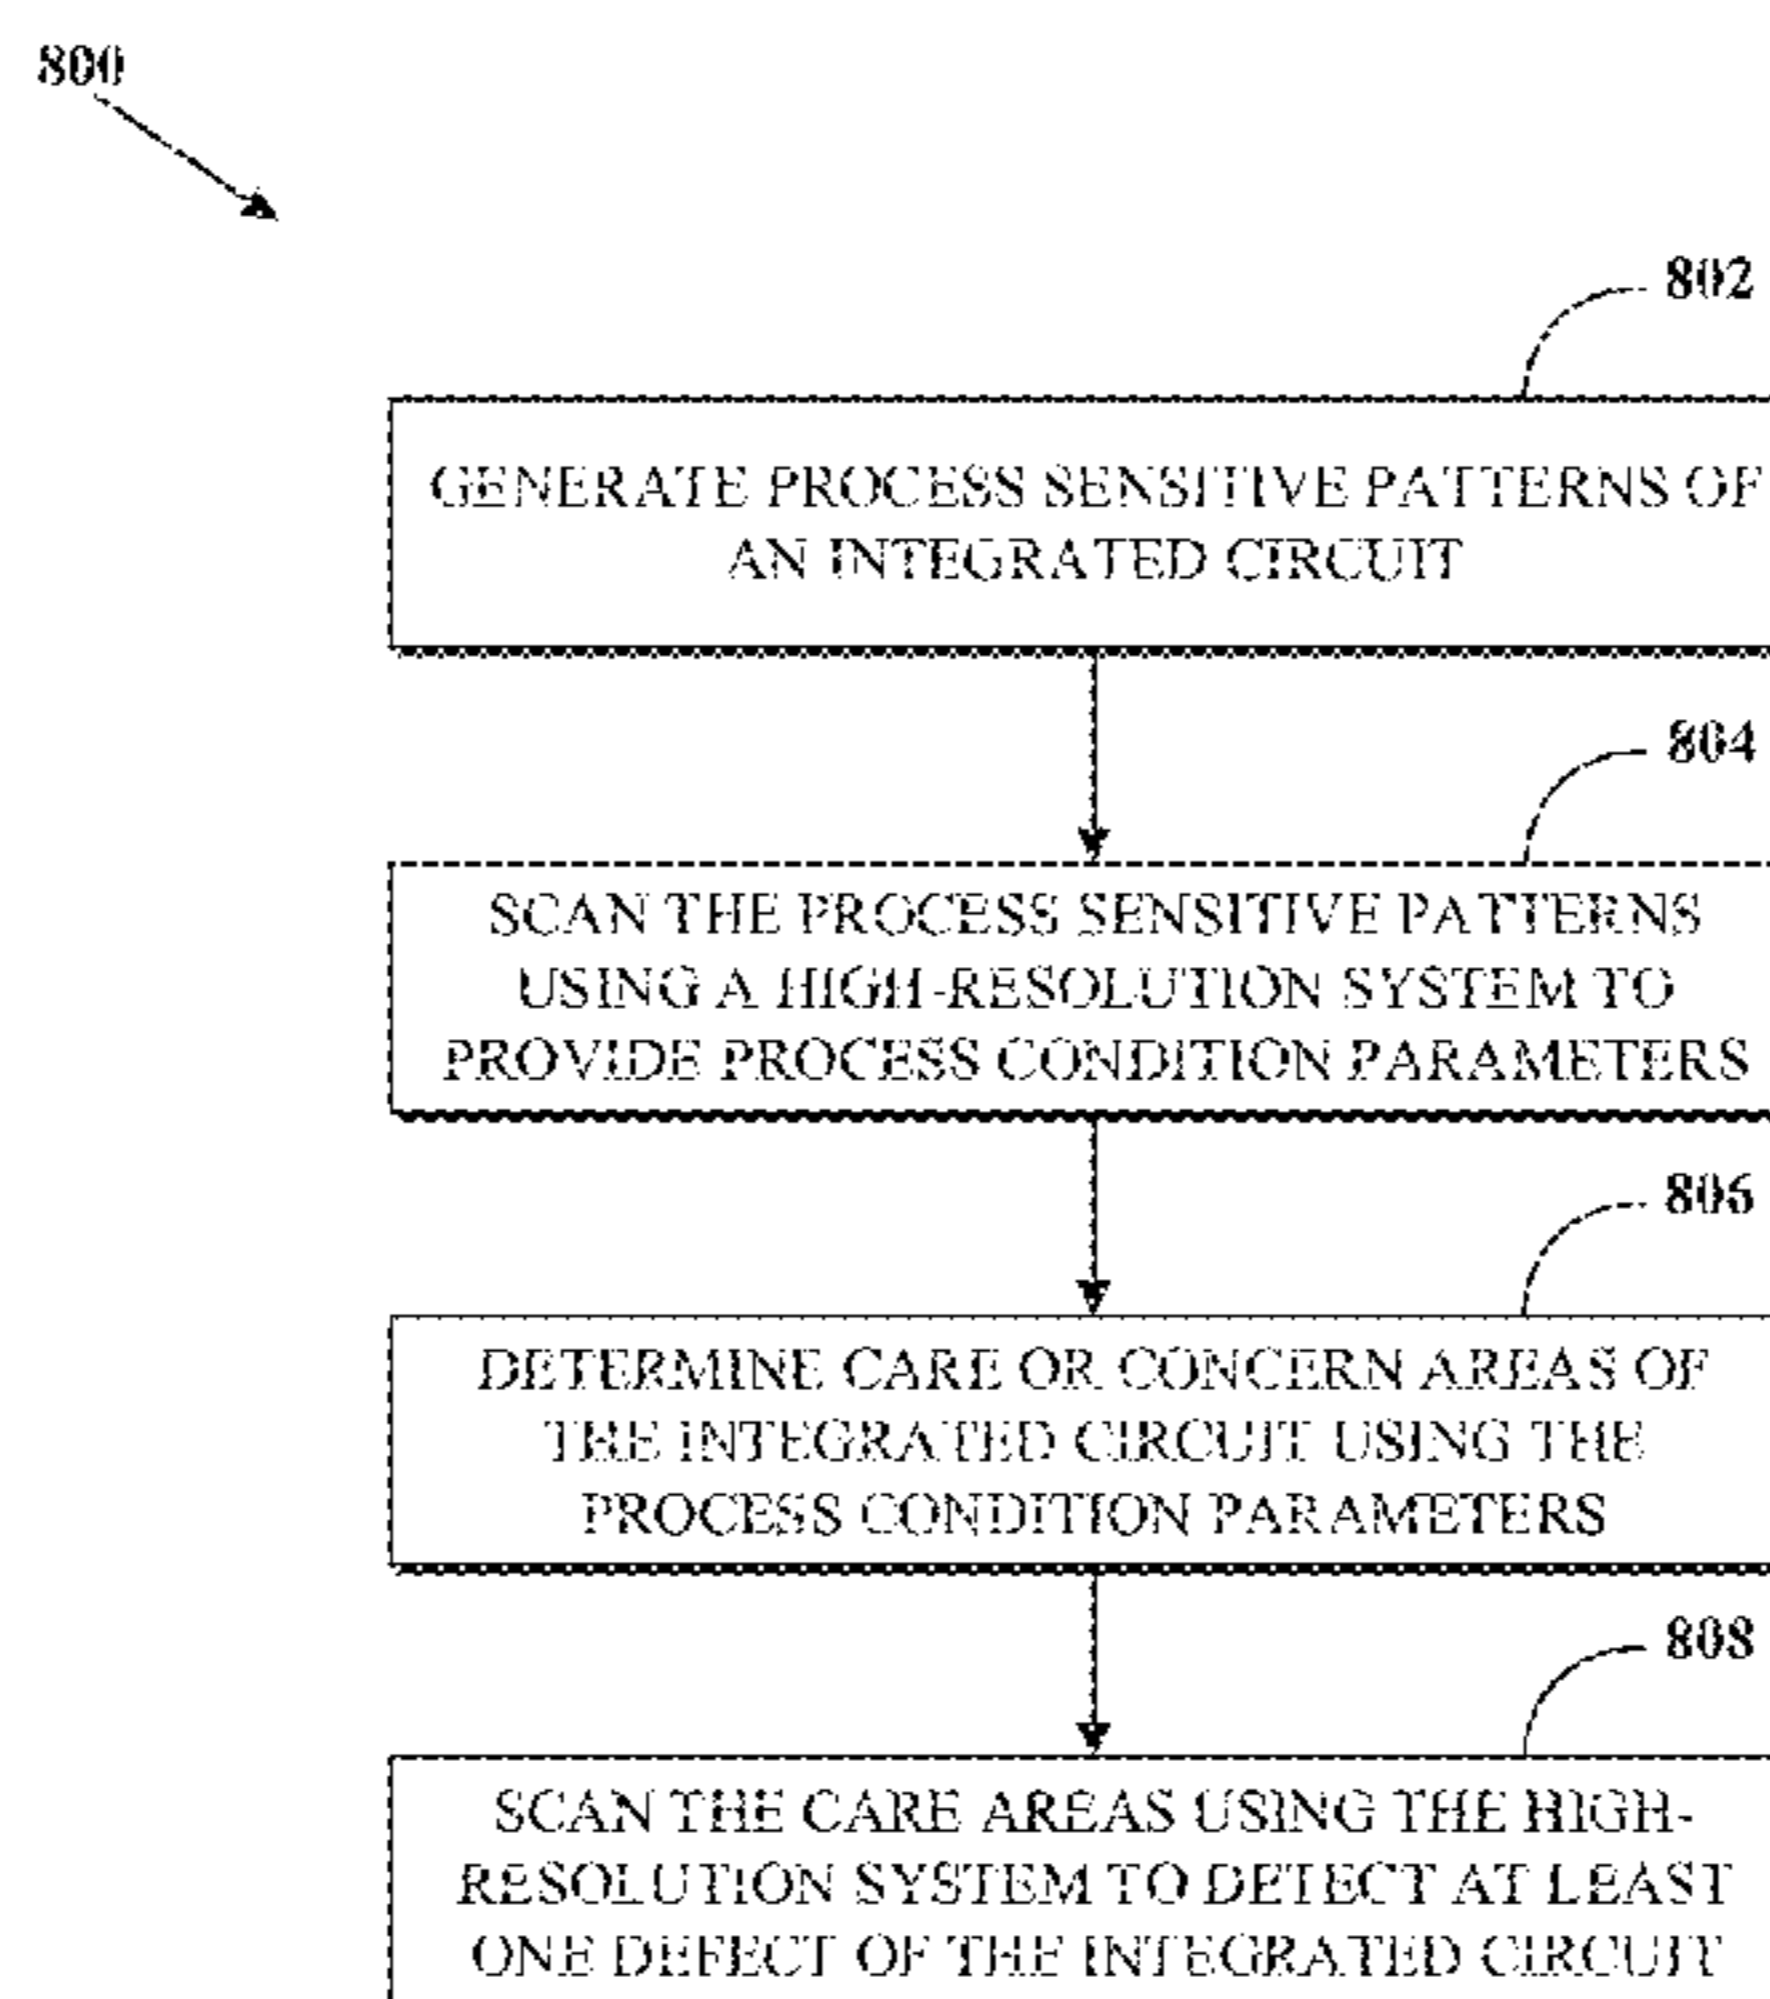 800
802
GENERATE PROCESS SENSITIVE PATTERNS OF
AN INTEGRATED CIRCUIT
804
SCAN THE PROCESS SENSITIVE PATTERNS
USING A HIGH-RESOLUTION SYSTEM TO
PROVIDE PROCESS CONDITION PARAMETERS
806
DETERMINE CARE OR CONCERN AREAS OF
THE INTEGRATED CIRCUIT USING THE
PROCESS CONDITION PARAMETERS
808
SCAN THE CARE AREAS USING THE HIGH-
RESOLUTION SYSTEM TO DETECT AT LEAST
ONE DEFECT OF THE INTEGRATED CIRCUIT